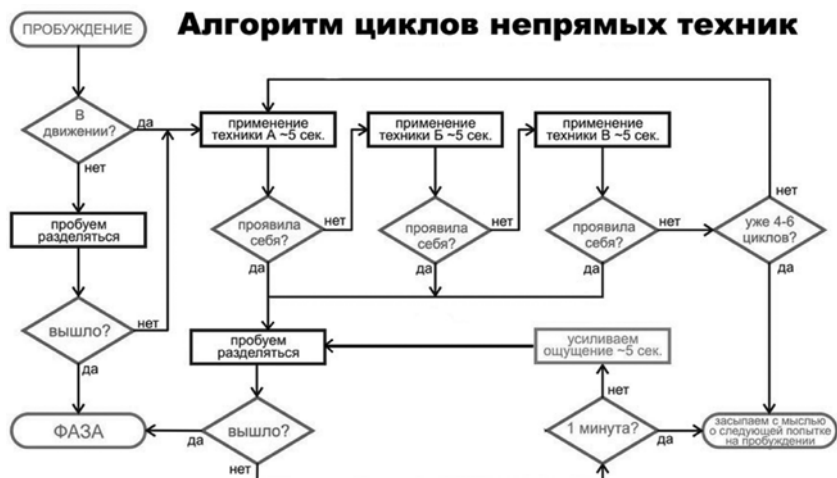 Алгоритм циклов непрямых техник
ПРОБУЖДЕНИЕ
В
движении?
да
нет
пробуем
разделяться
вышло?
нет
да
ФАЗА
применение
техники А ~5 сек.
проявила
себя?
нет
да
применение
техники Б ~5 сек.
проявила
себя?
нет
да
применение
техники В ~5 сек.
проявила
себя?
нет
да
уже 4-6
циклов?
нет
да
пробуем
разделяться
вышло?
да
нет
усиливаем
ощущение ~5 сек.
нет
1 минута?
да
засыпаем с мыслью
о следующей попытке
на пробуждении